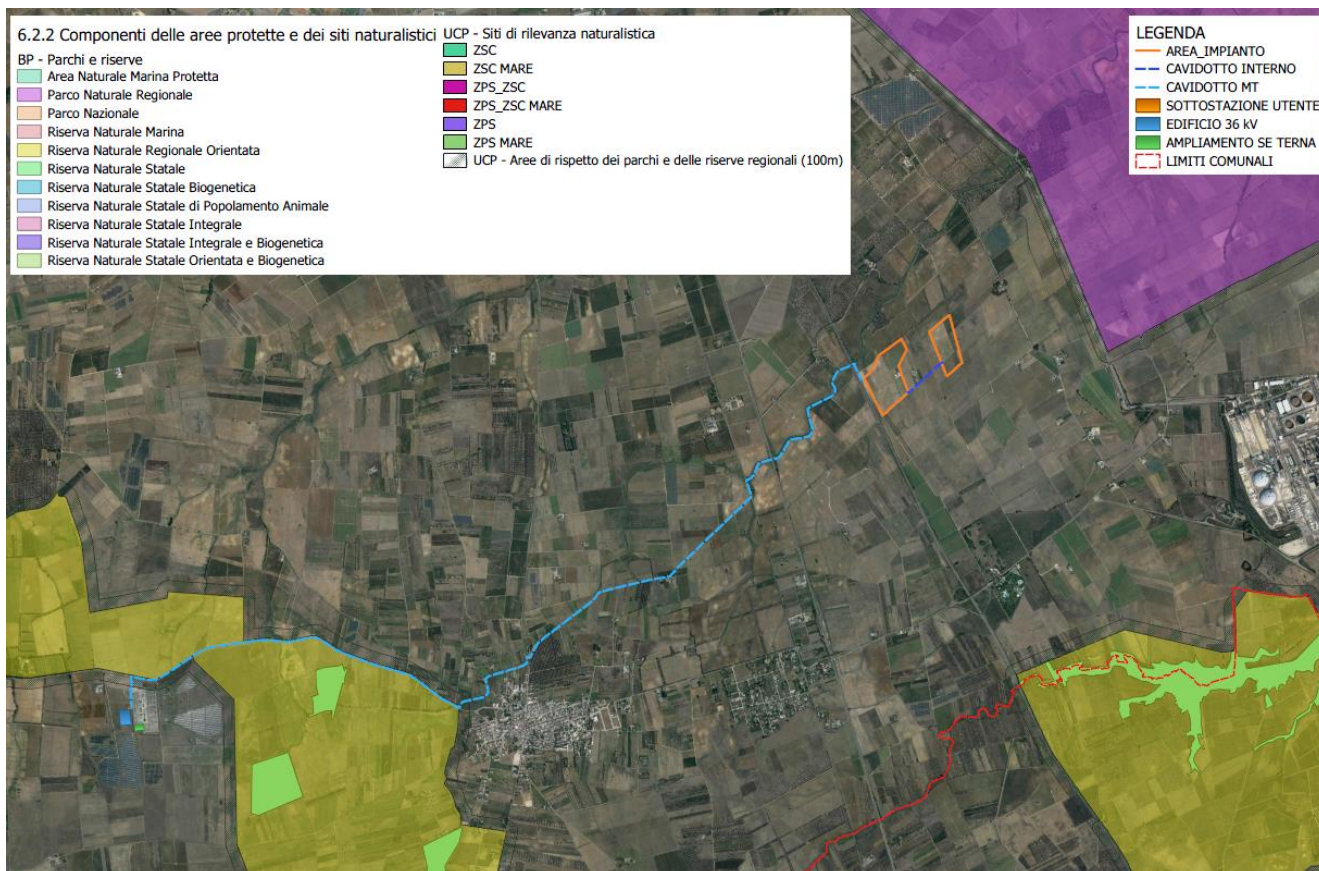 6.2.2 Componenti delle aree protette e dei siti naturalistici
BP - Parchi e riserve
Area Naturale Marina Protetta
Parco Naturale Regionale
Parco Nazionale
Riserva Naturale Marina
Riserva Naturale Regionale Orientata
Riserva Naturale Statale
Riserva Naturale Statale Biogenetica
Riserva Naturale Statale di Popolamento Animale
Riserva Naturale Statale Integrale
Riserva Naturale Statale Integrale e Biogenetica
Riserva Naturale Statale Orientata e Biogenetica
UCP - Siti di rilevanza naturalistica
ZSC
ZSC MARE
ZPS_ZSC
ZPS_ZSC MARE
ZPS
ZPS MARE
UCP - Aree di rispetto dei parchi e delle riserve regionali (100m)
LEGENDA
AREA_IMPIANTO
CAVIDOTTO INTERNO
CAVIDOTTO MT
SOTTOSTAZIONE UTENTE
EDIFICIO 36 kV
AMPLIAMENTO SE TERNA
LIMITI COMUNALI